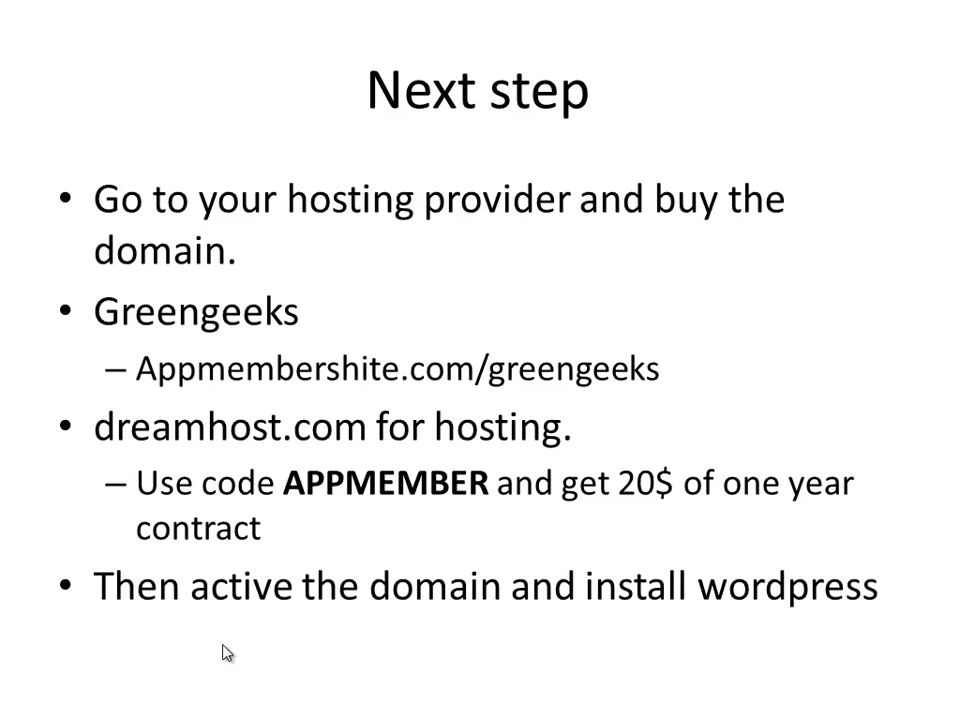 Next step
• Go to your hosting provider and buy the
domain.
• Greengeeks
– Appmembershite.com/greengeeks
• dreamhost.com for hosting.
– Use code APPMEMBER and get 20$ of one year
contract
• Then active the domain and install wordpress